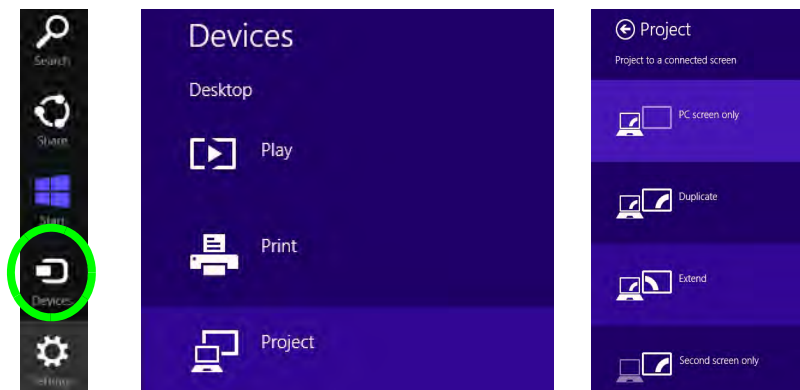 Search
Share
Start
Devices
Settings
Devices
Desktop
Play
Print
Project
Project
Project to a connected screen
PC screen only
Duplicate
Extend
Second screen only